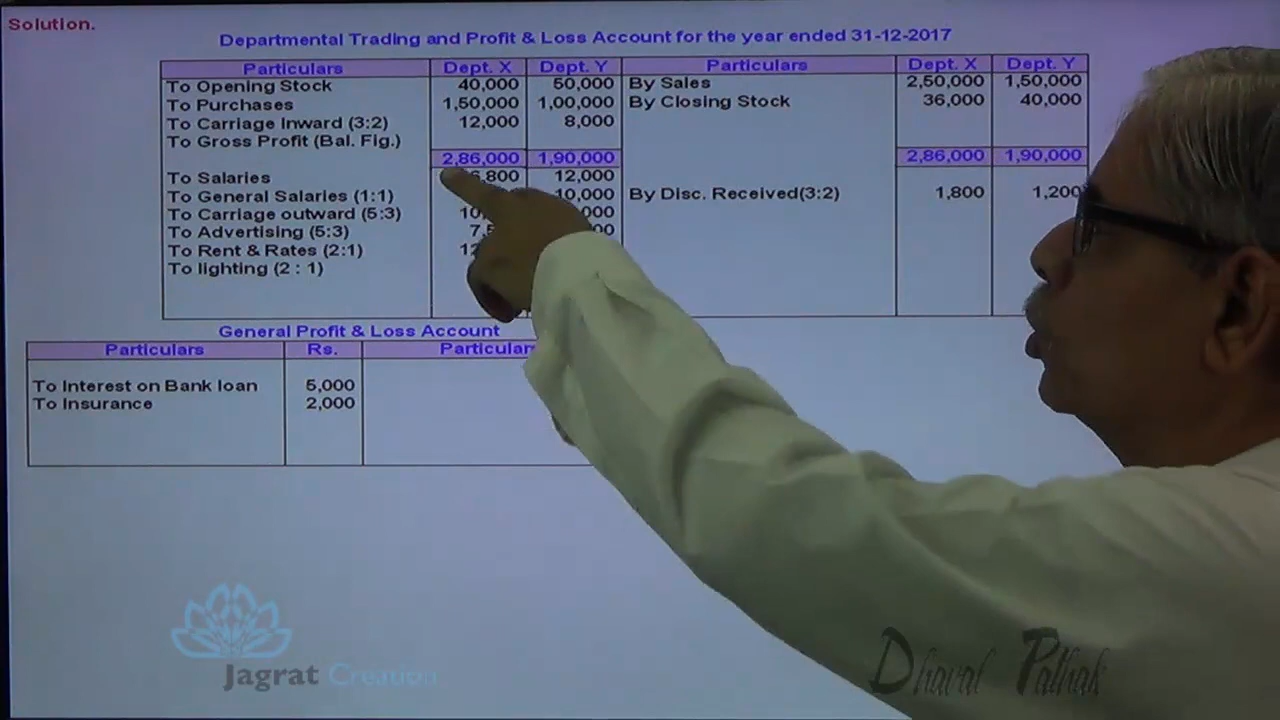 Solution.
Departmental Trading and Profit & Loss Account for the year ended 31-12-2017
Particulars Dept. X Dept. Y Particulars Dept. X Dept. Y
To Opening Stock 40,000 50,000 By Sales 2,50,000 1,50,000
To Purchases 1,50,000 1,00,000 By Closing Stock 36,000 40,000
To Carriage Inward (3:2) 12,000 8,000
To Gross Profit (Bal. Fig.)
2,86,000 1,90,000 2,86,000 1,90,000
To Salaries 12,000
To General Salaries (1:1) 10,000 By Disc. Received(3:2) 1,800 1,200
To Carriage outward (5:3)
To Advertising (5:3)
To Rent & Rates (2:1)
To lighting (2 : 1)
General Profit & Loss Account
Particulars Rs.
To Interest on Bank loan 5,000
To Insurance 2,000
Jagrat Creation
Dhaval Pathak